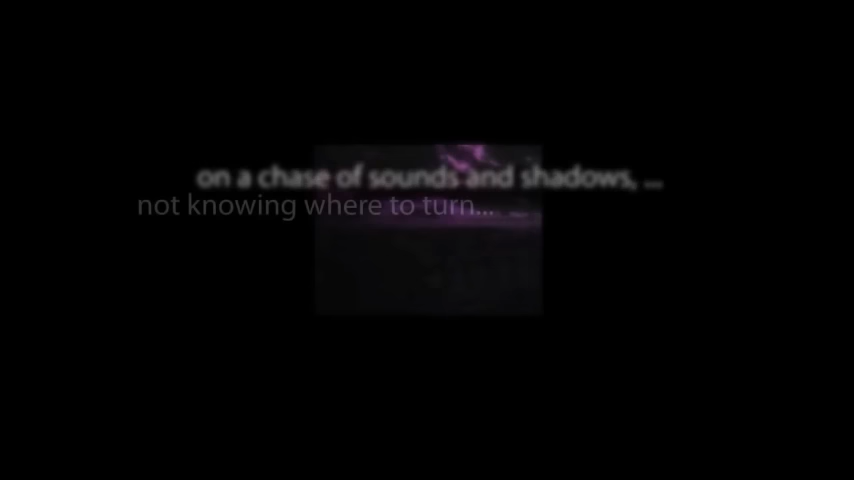 on a chase of sounds and shadows, ...
not knowing where to turn...